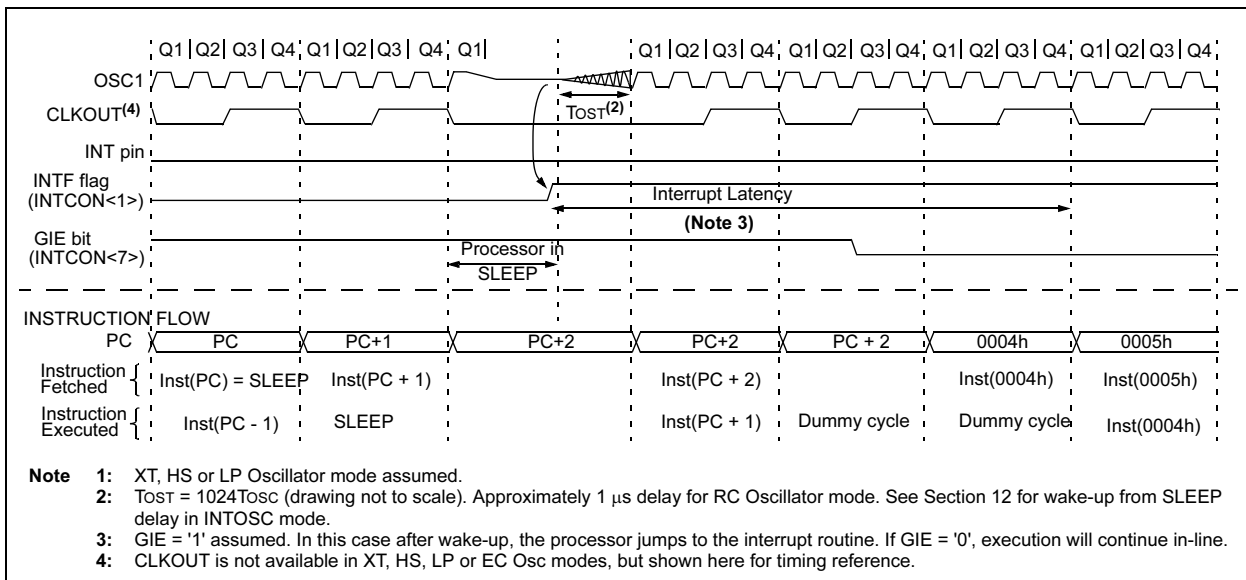 Q1 Q2 Q3 Q4 Q1 Q2 Q3 Q4 Q1 Q1 Q2 Q3 Q4 Q1 Q2 Q3 Q4 Q1 Q2 Q3 Q4 Q1 Q2 Q3 Q4
OSC1
TOST(2)
CLKOUT(4)
INT pin
INTF flag
(INTCON<1>)
Interrupt Latency
(Note 3)
GIE bit
(INTCON<7>)
Processor in
SLEEP
INSTRUCTION FLOW
PC PC PC+1 PC+2 PC+2 PC + 2 0004h 0005h
Instruction
Fetched
Inst(PC) = SLEEP Inst(PC + 1) Inst(PC + 2) Inst(0004h) Inst(0005h)
Instruction
Executed
Inst(PC - 1) SLEEP Inst(PC + 1) Dummy cycle Dummy cycle Inst(0004h)
Note 1: XT, HS or LP Oscillator mode assumed.
2: TOST = 1024TOSC (drawing not to scale). Approximately 1 µs delay for RC Oscillator mode. See Section 12 for wake-up from SLEEP
delay in INTOSC mode.
3: GIE = '1' assumed. In this case after wake-up, the processor jumps to the interrupt routine. If GIE = '0', execution will continue in-line.
4: CLKOUT is not available in XT, HS, LP or EC Osc modes, but shown here for timing reference.